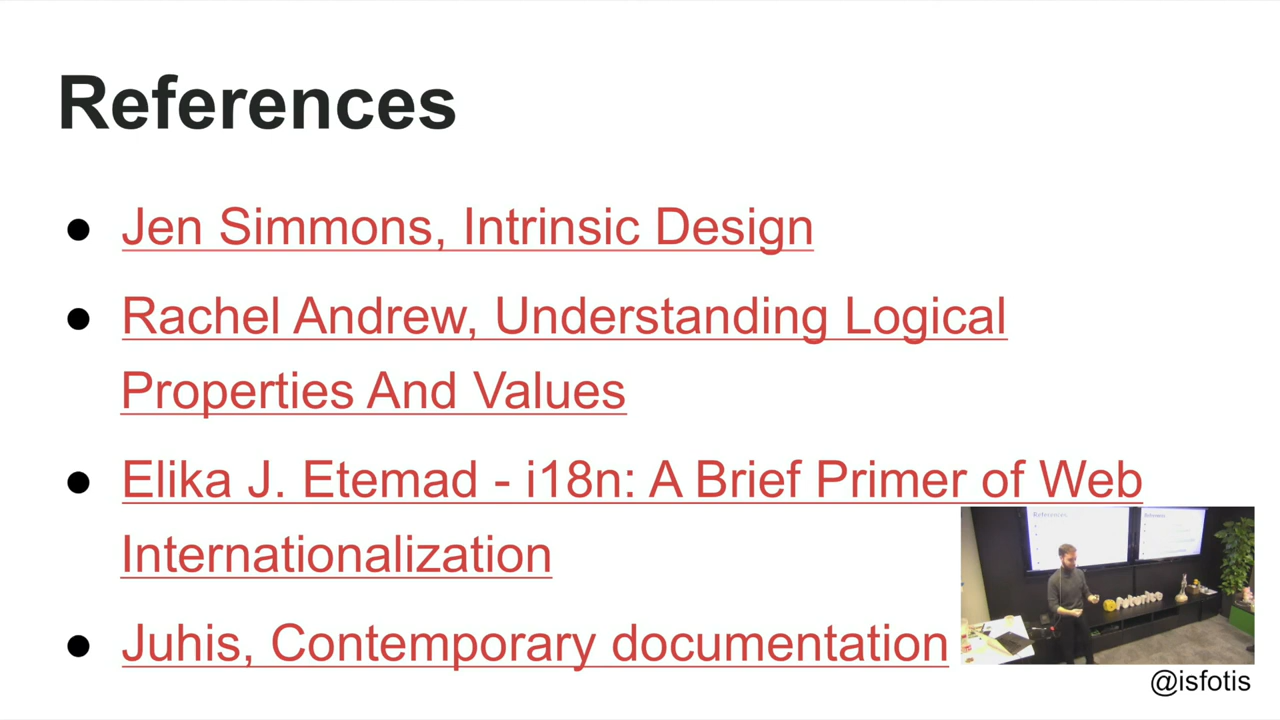 References
Jen Simmons, Intrinsic Design
Rachel Andrew, Understanding Logical
Properties And Values
Elika J. Etemad - i18n: A Brief Primer of Web
Internationalization
Juhis, Contemporary documentation
References
@isfotis